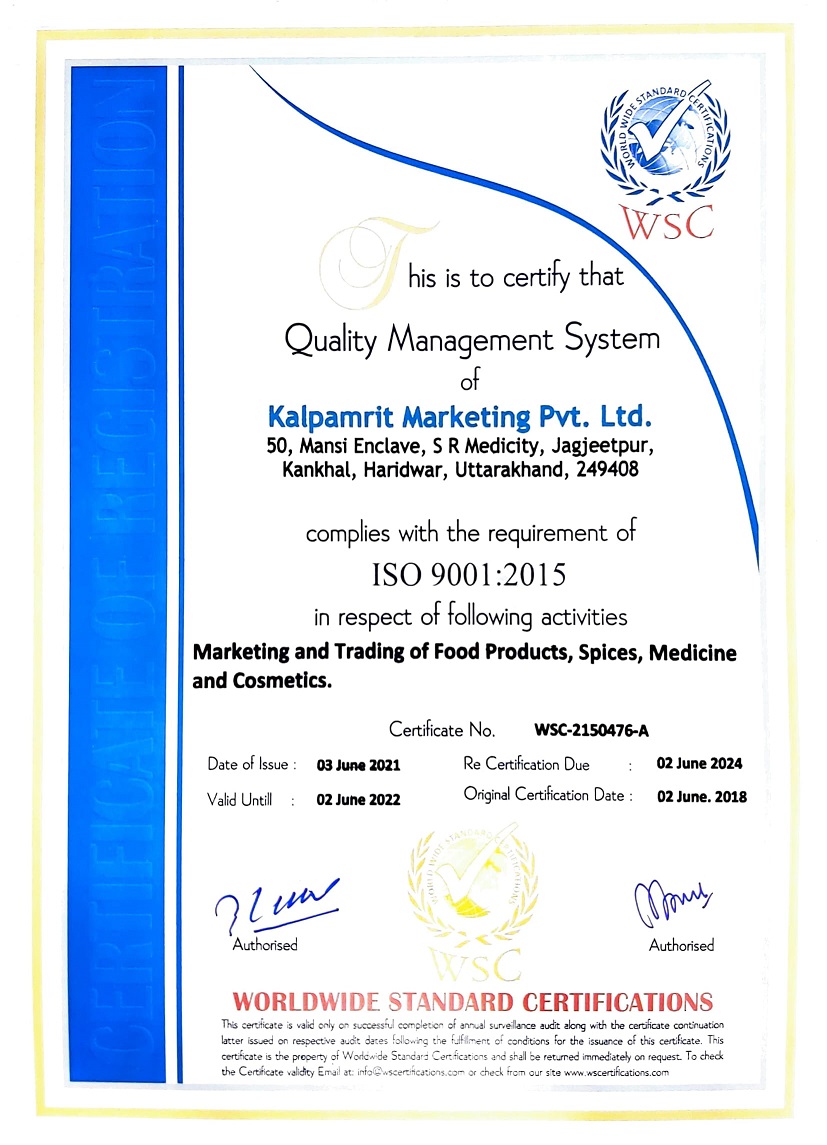 CERTIFICATE OF REGISTRATION
WORLD WIDE STANDARD CERTIFICATIONS
WSC
This is to certify that
Quality Management System
of
Kalpamrit Marketing Pvt. Ltd.
50, Mansi Enclave, S R Medicity, Jagjeetpur,
Kankhal, Haridwar, Uttarakhand, 249408
complies with the requirement of
ISO 9001:2015
in respect of following activities
Marketing and Trading of Food Products, Spices, Medicine
and Cosmetics.
Certificate No. WSC-2150476-A
Date of Issue : 03 June 2021 Re Certification Due : 02 June 2024
Valid Untill : 02 June 2022 Original Certification Date : 02 June. 2018
WORLD WIDE STANDARD CERTIFICATIONS
WSC
Authorised Authorised
WORLDWIDE STANDARD CERTIFICATIONS
This certificate is valid only on successful completion of annual surveillance audit along with the certificate continuation
latter issued on respective audit dates following the fulfillment of conditions for the issuance of this certificate. This
certificate is the property of Worldwide Standard Certifications and shall be returned immediately on request. To check
the Certificate validity Email at: info@wscertifications.com or check from our site www.wscertifications.com